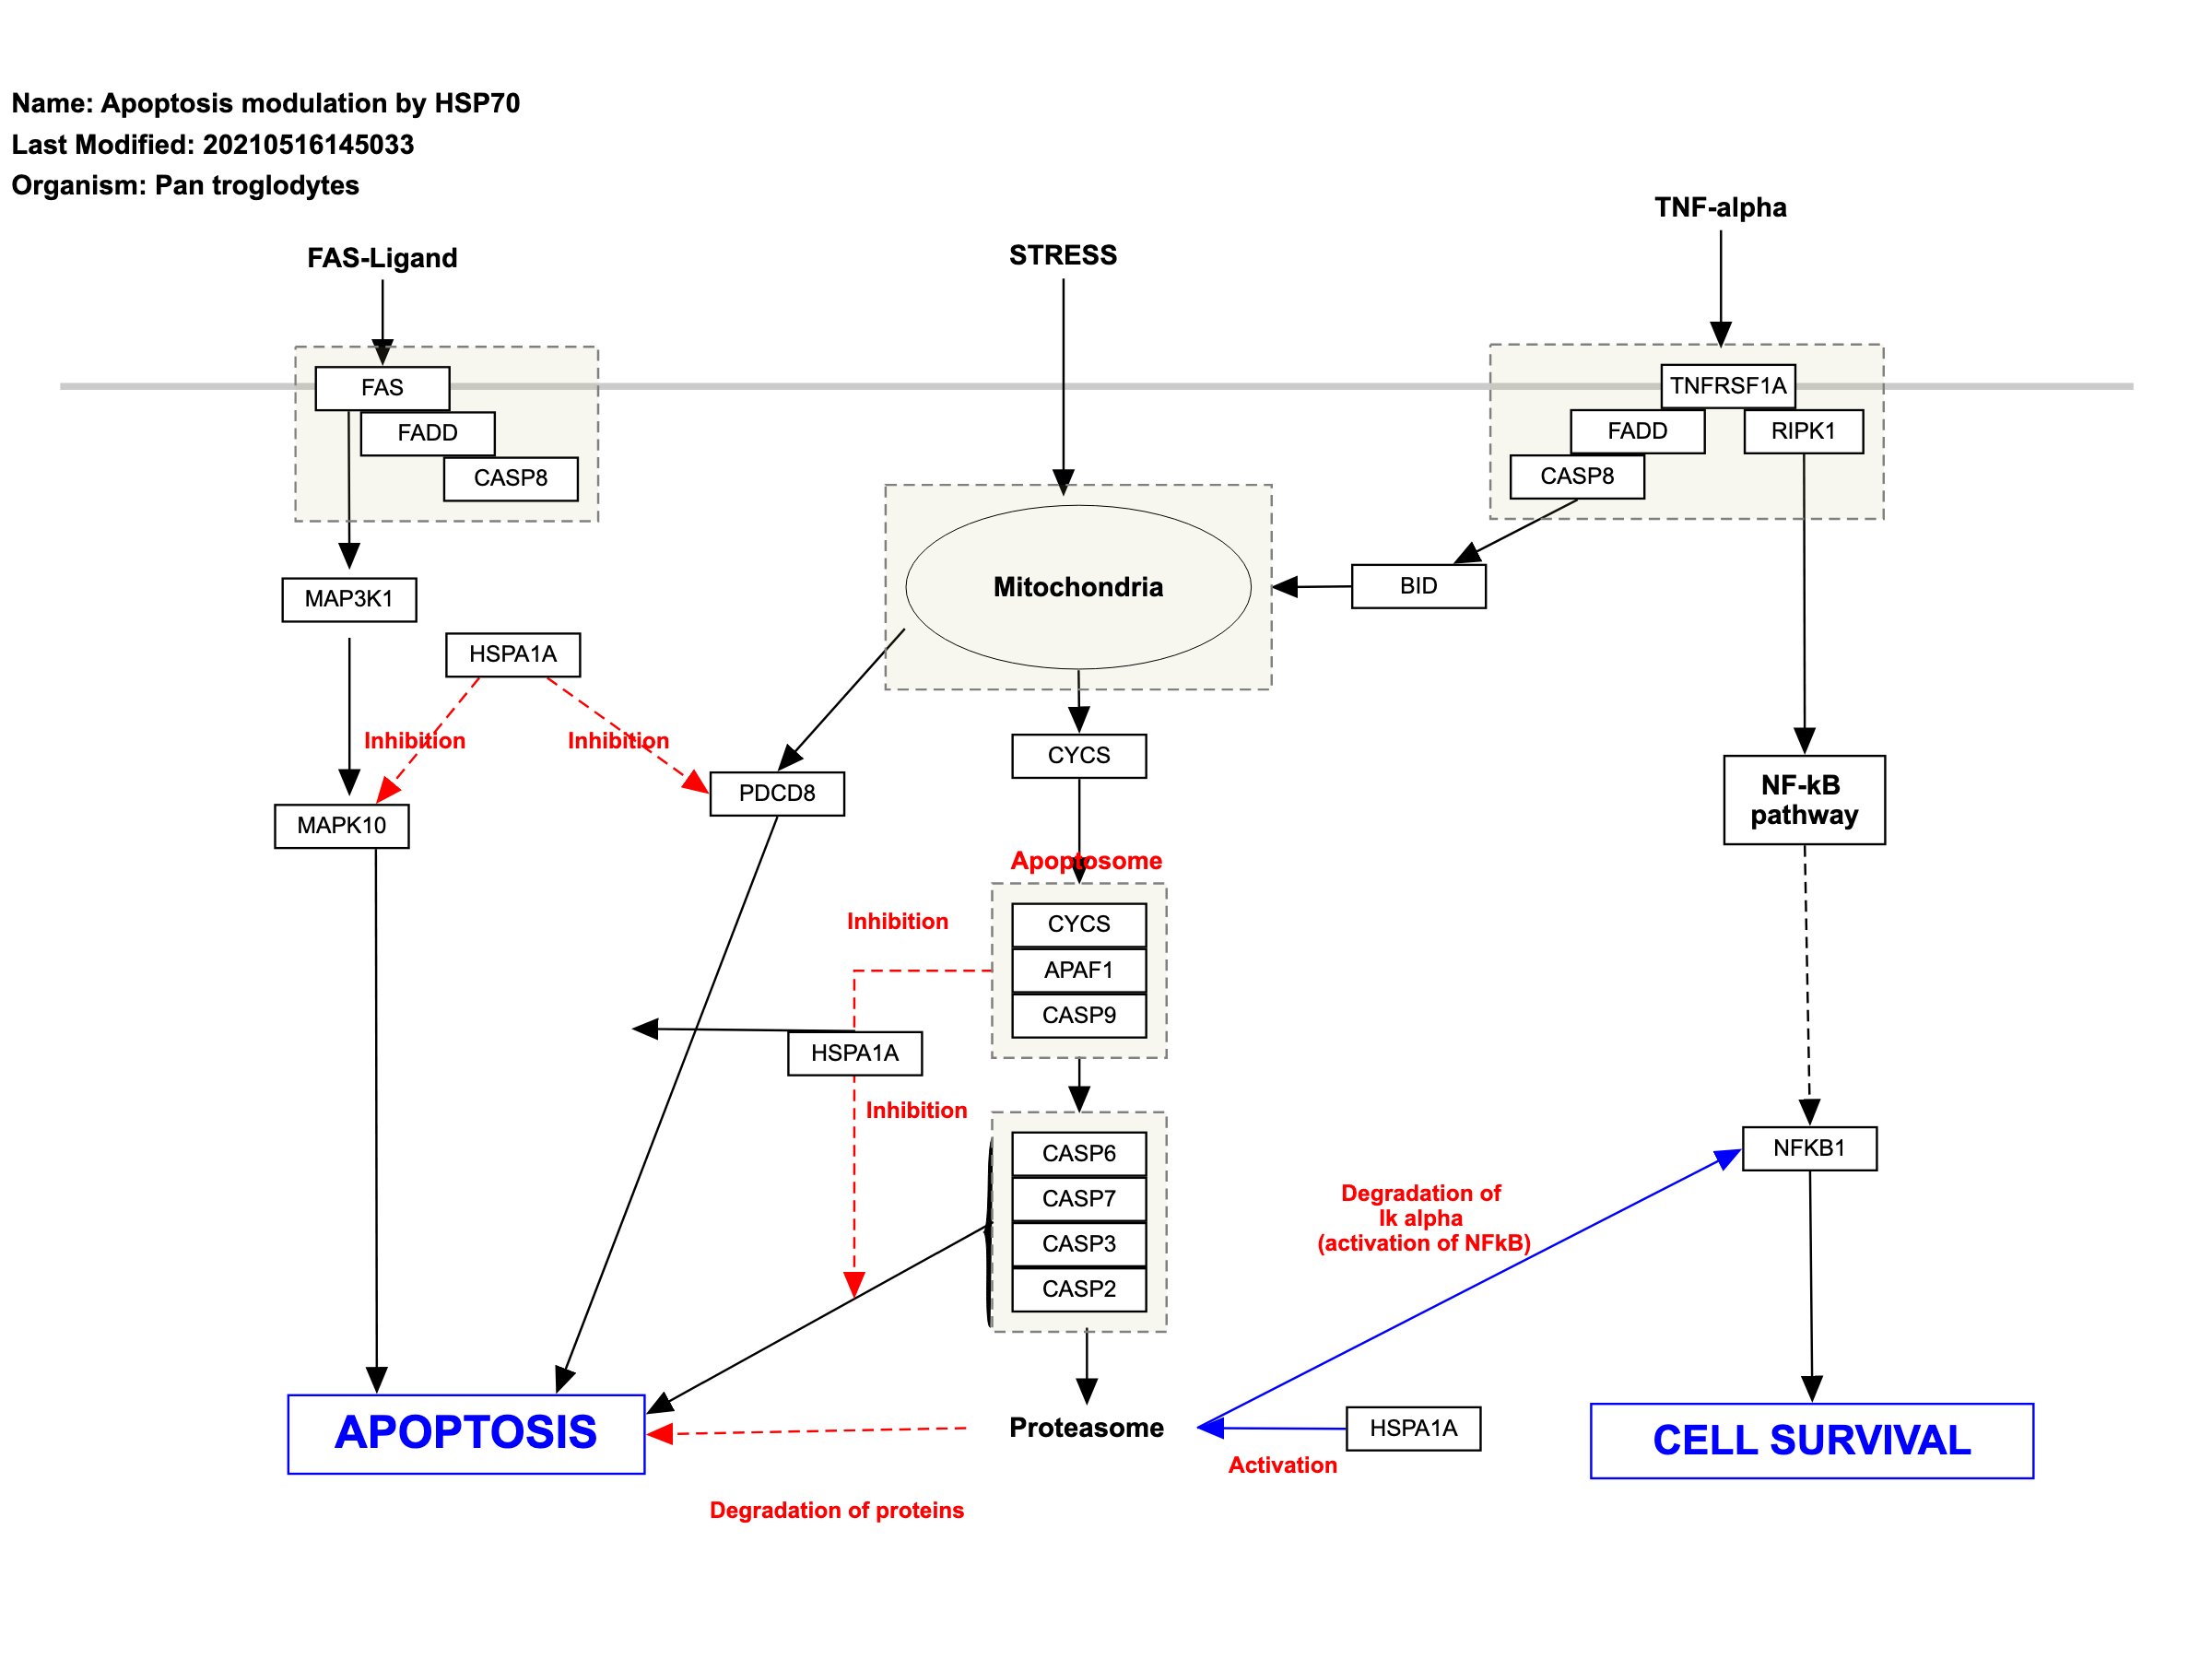 Name: Apoptosis modulation by HSP70
Last Modified: 20210516145033
Organism: Pan troglodytes
TNF-alpha
FAS-Ligand
STRESS
FAS
FADD
CASP8
TNFRSF1A
FADD
RIPK1
CASP8
Mitochondria
BID
MAP3K1
HSPA1A
Inhibition
Inhibition
CYCS
PDCD8
MAPK10
NF-kB
pathway
Apoptosome
Inhibition
CYCS
APAF1
CASP9
HSPA1A
Inhibition
CASP6
CASP7
CASP3
CASP2
NFKB1
Degradation of
Ik alpha
(activation of NFkB)
APOPTOSIS
Proteasome
HSPA1A
Activation
CELL SURVIVAL
Degradation of proteins